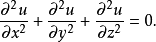 ∂²u/∂x² + ∂²u/∂y² + ∂²u/∂z² = 0.